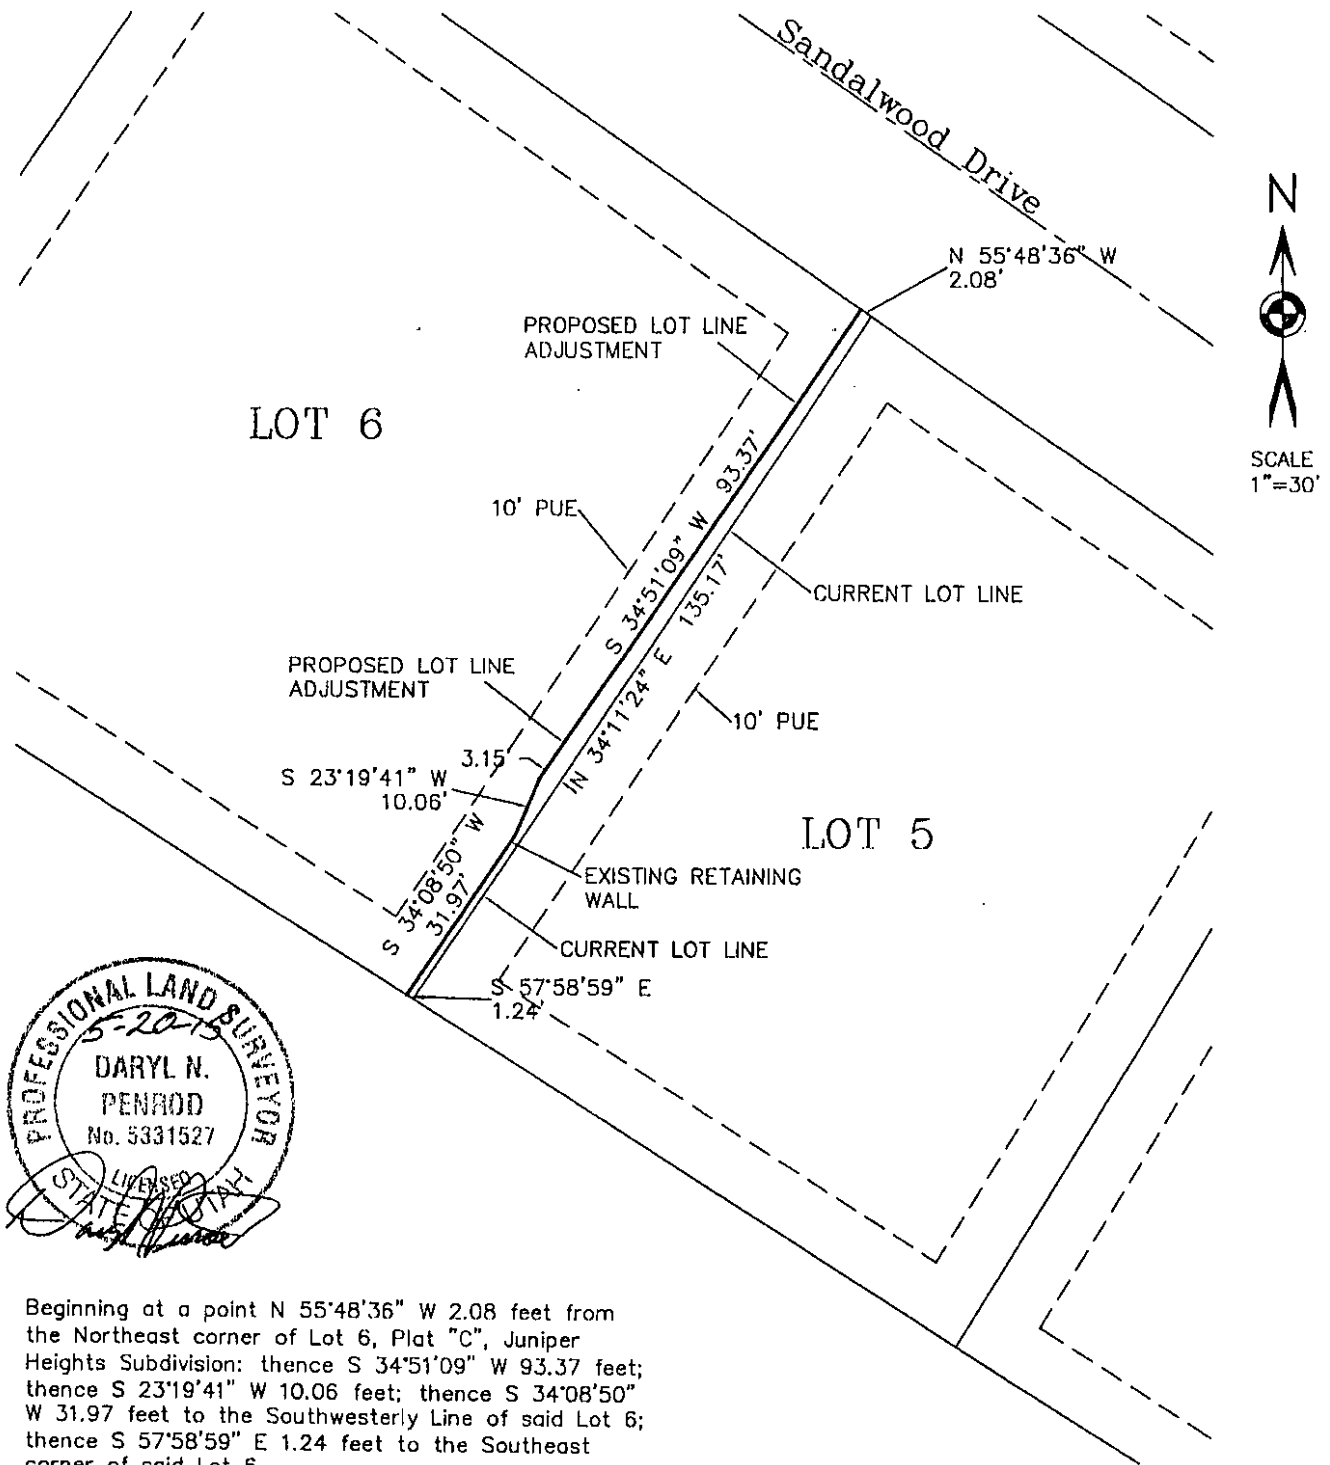 Sandalwood Drive
N
N 55°48'36" W
2.08'
PROPOSED LOT LINE
ADJUSTMENT
LOT 6
SCALE
1"=30'
S 34°51'09" W 93.37'
10' PUE
N 34°11'24" E 135.17'
CURRENT LOT LINE
PROPOSED LOT LINE
ADJUSTMENT
10' PUE
3.15
S 23°19'41" W
10.06'
LOT 5
S 34°08'50" W
31.97'
EXISTING RETAINING
WALL
CURRENT LOT LINE
S 57°58'59" E
1.24'
PROFESSIONAL LAND SURVEYOR
5-20-15
DARYL N.
PENROD
No. 5331527
LICENSED
STATE OF UTAH
Beginning at a point N 55°48'36" W 2.08 feet from
the Northeast corner of Lot 6, Plat "C", Juniper
Heights Subdivision: thence S 34°51'09" W 93.37 feet;
thence S 23°19'41" W 10.06 feet; thence S 34°08'50"
W 31.97 feet to the Southwesterly Line of said Lot 6;
thence S 57°58'59" E 1.24 feet to the Southeast
corner of said Lot 6